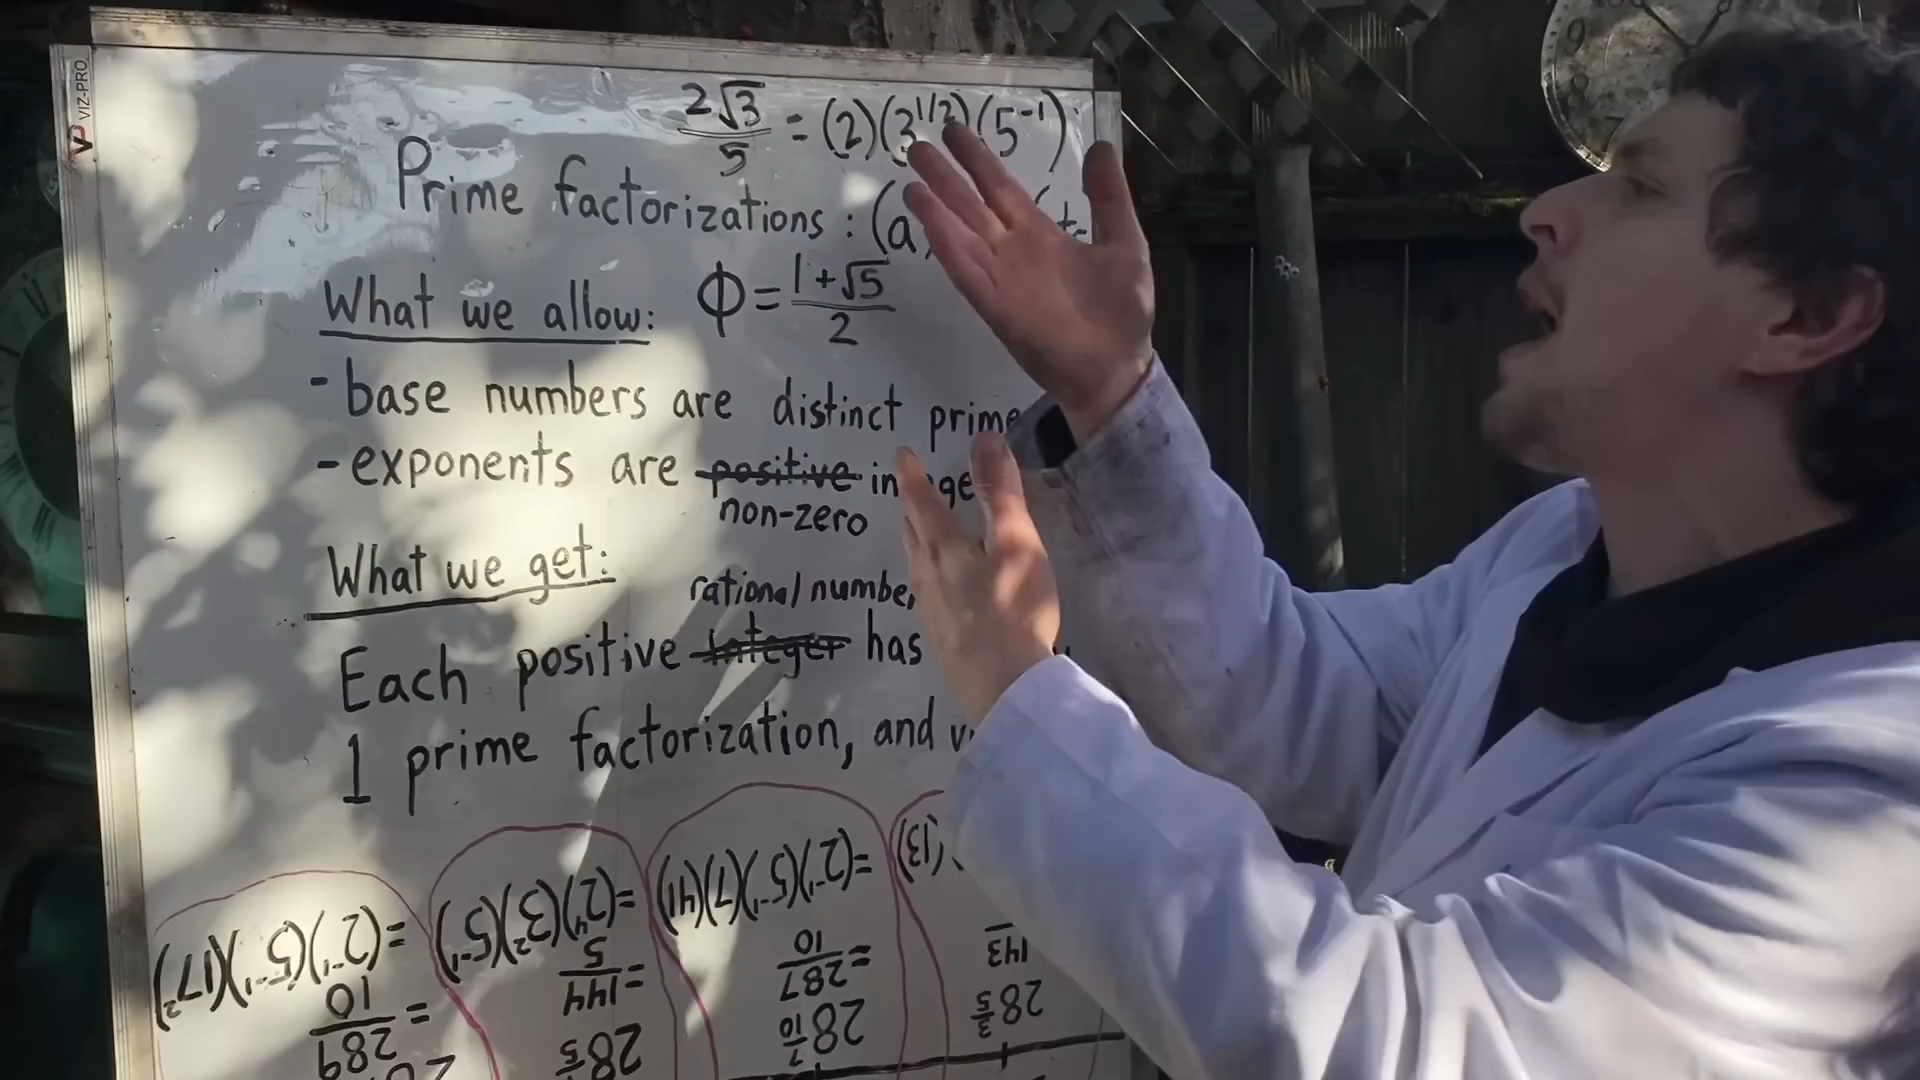 VIZ-PRO
2√3/5 = (2)(3^1/2)(5^-1)
Prime factorizations: (a
What we allow: Φ = (1+√5)/2
- base numbers are distinct prime
- exponents are positive
non-zero
What we get:
rational number
Each positive integer has
1 prime factorization, and
28 3/5
143
(13)
28 7/10
= 287/10
= (2^-1)(5^-1)(7)(41)
28
= 144/5
= (2^4)(3^2)(5^-1)
= 289/10
= (2^-1)(5^-1)(17^2)